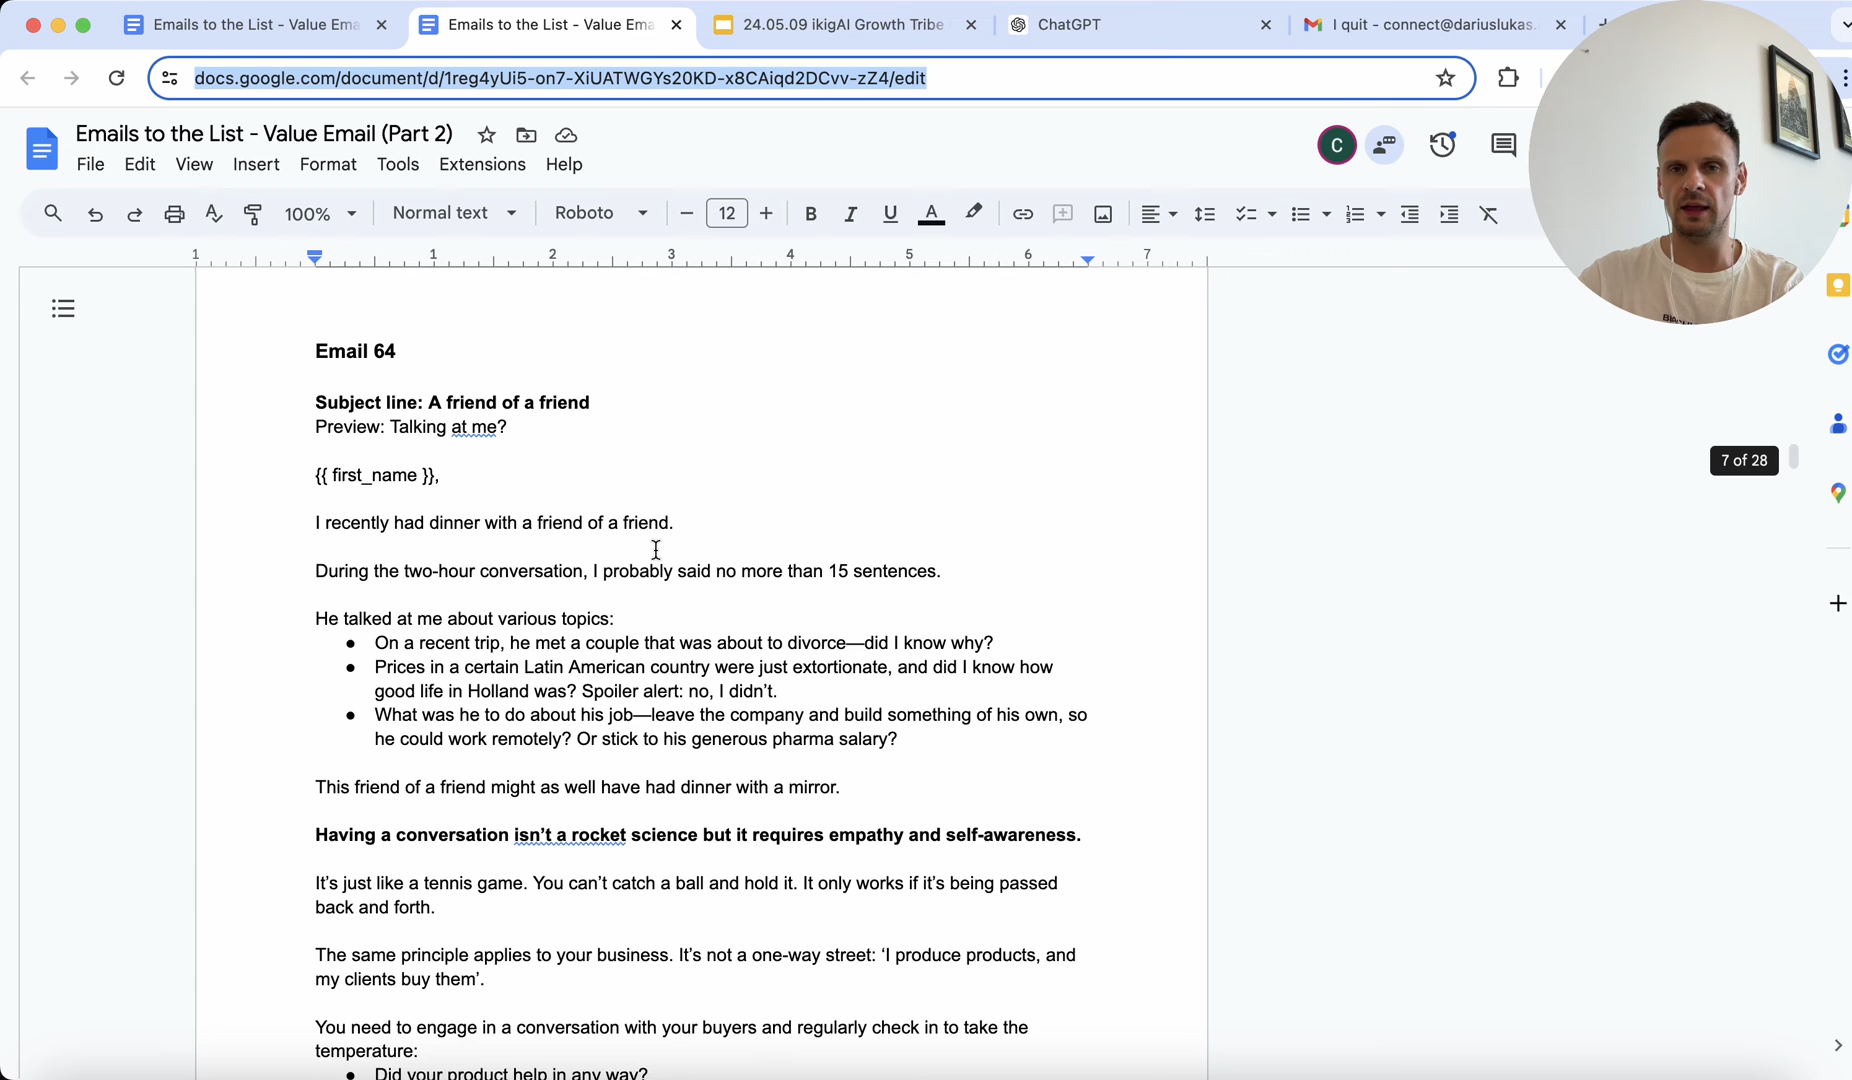 Emails to the List - Value Ema
Emails to the List - Value Ema
24.05.09 ikigAI Growth Tribe
ChatGPT
I quit - connect@dariuslukas.
docs.google.com/document/d/1reg4yUi5-on7-XiUATWGYs20KD-x8CAiqd2DCvv-zZ4/edit
Emails to the List - Value Email (Part 2)
File Edit View Insert Format Tools Extensions Help
C
100% Normal text Roboto 12 B I U A
1 1 2 3 4 5 6 7
Email 64
Subject line: A friend of a friend
Preview: Talking at me?
{{ first_name }},
I recently had dinner with a friend of a friend.
7 of 28
During the two-hour conversation, I probably said no more than 15 sentences.
He talked at me about various topics:
● On a recent trip, he met a couple that was about to divorce—did I know why?
● Prices in a certain Latin American country were just extortionate, and did I know how
good life in Holland was? Spoiler alert: no, I didn’t.
● What was he to do about his job—leave the company and build something of his own, so
he could work remotely? Or stick to his generous pharma salary?
This friend of a friend might as well have had dinner with a mirror.
Having a conversation isn’t a rocket science but it requires empathy and self-awareness.
It’s just like a tennis game. You can’t catch a ball and hold it. It only works if it’s being passed
back and forth.
The same principle applies to your business. It’s not a one-way street: ‘I produce products, and
my clients buy them’.
You need to engage in a conversation with your buyers and regularly check in to take the
temperature:
● Did your product help in any way?